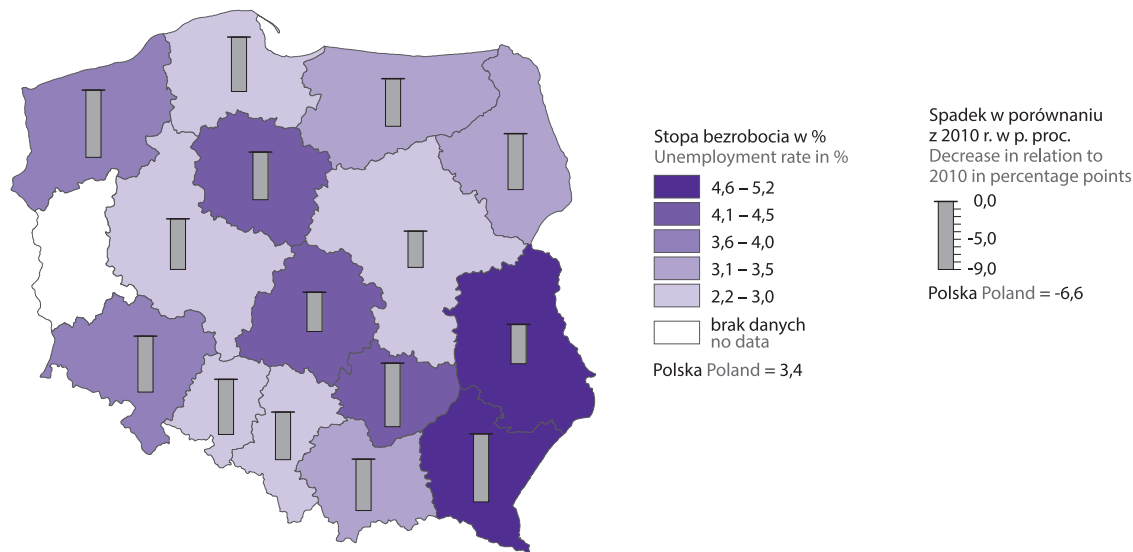 Stopa bezrobocia w %
Unemployment rate in %
4,6 – 5,2
4,1 – 4,5
3,6 – 4,0
3,1 – 3,5
2,2 – 3,0
brak danych
no data
Polska Poland = 3,4
Spadek w porównaniu
z 2010 r. w p. proc.
Decrease in relation to
2010 in percentage points
0,0
-5,0
-9,0
Polska Poland = -6,6